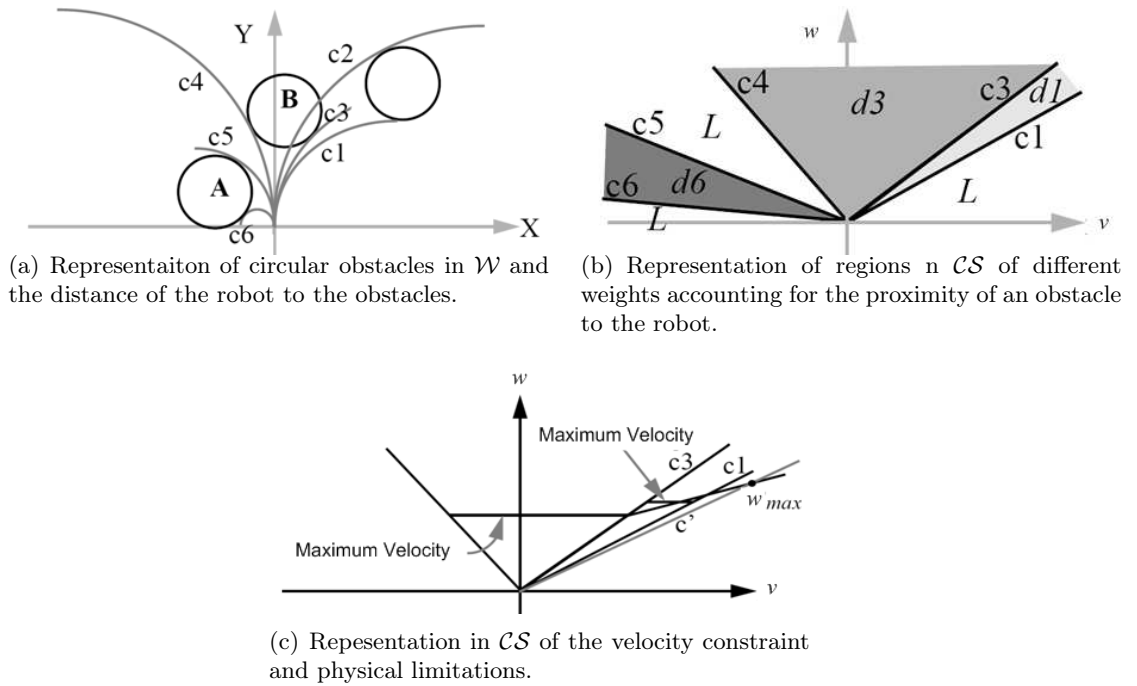 Y
c2
c4
B
c3
c5
c1
A
c6
X
w
c4
c3
d1
d3
c5
L
c1
c6
d6
L
L
v
(a) Representaiton of circular obstacles in W and
the distance of the robot to the obstacles.
(b) Representation of regions n CS of different
weights accounting for the proximity of an obstacle
to the robot.
w
Maximum Velocity
c3
c1
w max
c'
Maximum Velocity
v
(c) Repesentation in CS of the velocity constraint
and physical limitations.